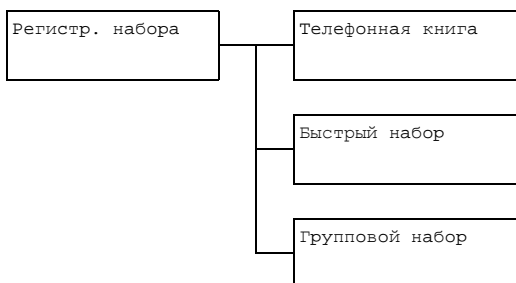 Регистр. набора
Телефонная книга
Быстрый набор
Групповой набор